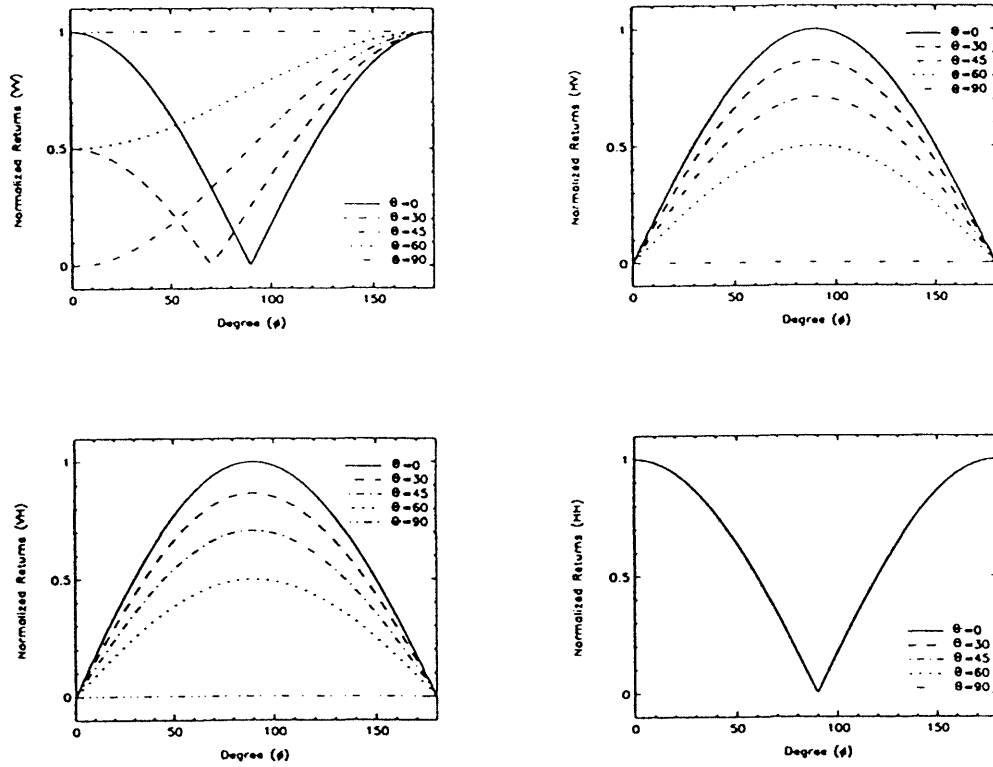 Normalized Returns (VV)
1
0.5
0
0 50 100 150
Degree (ϕ)
θ=0
θ=30
θ=45
θ=60
θ=90
Normalized Returns (HV)
1
0.5
0
0 50 100 150
Degree (ϕ)
θ=0
θ=30
θ=45
θ=60
θ=90
Normalized Returns (VH)
1
0.5
0
0 50 100 150
Degree (ϕ)
θ=0
θ=30
θ=45
θ=60
θ=90
Normalized Returns (HH)
1
0.5
0
0 50 100 150
Degree (ϕ)
θ=0
θ=30
θ=45
θ=60
θ=90